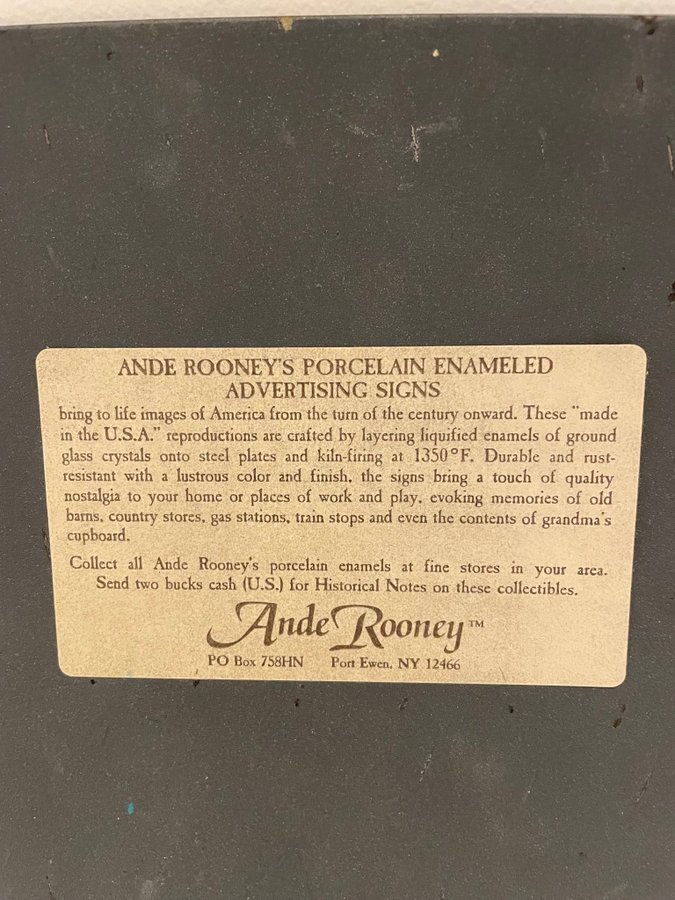 ANDE ROONEY'S PORCELAIN ENAMELED
ADVERTISING SIGNS
bring to life images of America from the turn of the century onward. These "made
in the U.S.A." reproductions are crafted by layering liquified enamels of ground
glass crystals onto steel plates and kiln-firing at 1350°F. Durable and rust-
resistant with a lustrous color and finish, the signs bring a touch of quality
nostalgia to your home or places of work and play, evoking memories of old
barns, country stores, gas stations, train stops and even the contents of grandma's
cupboard.
Collect all Ande Rooney's porcelain enamels at fine stores in your area.
Send two bucks cash (U.S.) for Historical Notes on these collectibles.
Ande Rooney™
PO Box 758HN Port Ewen, NY 12466